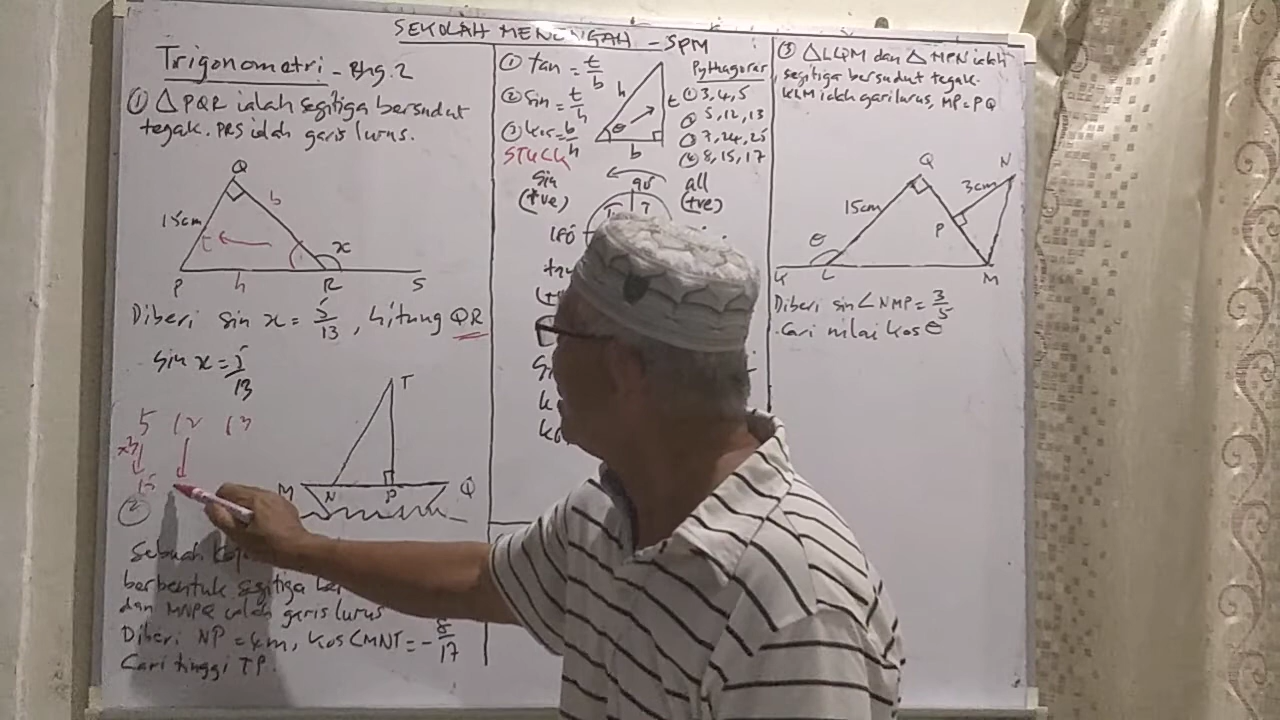 SEKOLAH MENENGAH - SPM
Trigonometri - Bhg. 2
① △ PQR ialah segitiga bersudut
tegak. PRS ialah garis lurus.
Q
15cm
b
t
x
P
h
R
S
Diberi sin x = 5/13, hitung QR
sin x = 5/13
5 12 13
x3
15
T
M
N
P
Q
②
Sebuah
berbentuk segitiga
dan MNPQ ialah garis lurus
Diberi NP = 4m, kos∠MNT = -8/17
Cari tinggi TP.
① tan = t/b
② sin = t/h
③ kos = b/h
STUCK
h
t
θ
b
Pythagoras
① 3,4,5
② 5,12,13
③ 7,24,25
④ 8,15,17
sin
(+ve)
90°
all
(+ve)
180
③ △LQM dan △MPN ialah
segitiga bersudut tegak.
KLM ialah garis lurus, MP=PQ
Q
N
3cm
15cm
P
θ
K
L
M
Diberi sin∠NMP = 3/5
Cari nilai kos θ